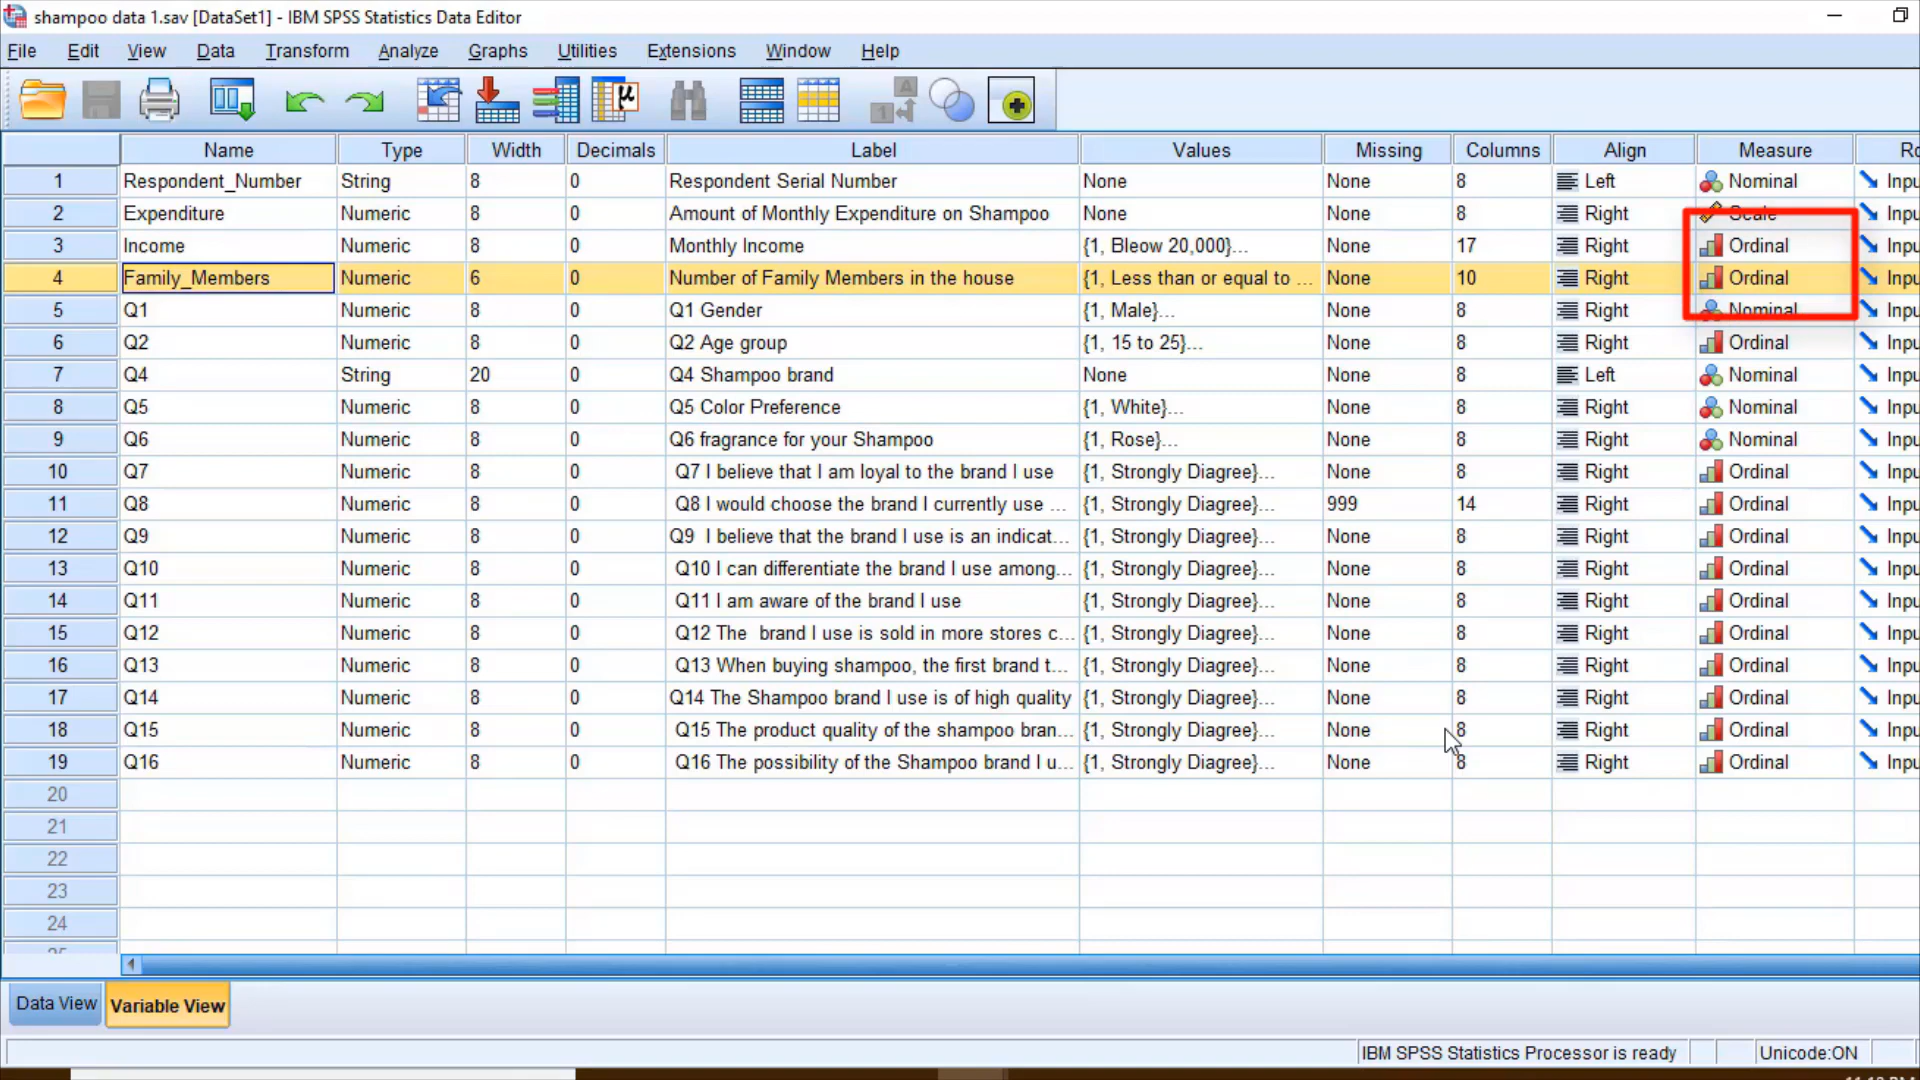 shampoo data 1.sav [DataSet1] - IBM SPSS Statistics Data Editor
File Edit View Data Transform Analyze Graphs Utilities Extensions Window Help
Name Type Width Decimals Label Values Missing Columns Align Measure Ro
1 Respondent_Number String 8 0 Respondent Serial Number None None 8 Left Nominal Inpu
2 Expenditure Numeric 8 0 Amount of Monthly Expenditure on Shampoo None None 8 Right Scale Inpu
3 Income Numeric 8 0 Monthly Income {1, Bleow 20,000}... None 17 Right Ordinal Inpu
4 Family_Members Numeric 6 0 Number of Family Members in the house {1, Less than or equal to ... None 10 Right Ordinal Inpu
5 Q1 Numeric 8 0 Q1 Gender {1, Male}... None 8 Right Nominal Inpu
6 Q2 Numeric 8 0 Q2 Age group {1, 15 to 25}... None 8 Right Ordinal Inpu
7 Q4 String 20 0 Q4 Shampoo brand None None 8 Left Nominal Inpu
8 Q5 Numeric 8 0 Q5 Color Preference {1, White}... None 8 Right Nominal Inpu
9 Q6 Numeric 8 0 Q6 fragrance for your Shampoo {1, Rose}... None 8 Right Nominal Inpu
10 Q7 Numeric 8 0 Q7 I believe that I am loyal to the brand I use {1, Strongly Diagree}... None 8 Right Ordinal Inpu
11 Q8 Numeric 8 0 Q8 I would choose the brand I currently use ... {1, Strongly Diagree}... 999 14 Right Ordinal Inpu
12 Q9 Numeric 8 0 Q9 I believe that the brand I use is an indicat... {1, Strongly Diagree}... None 8 Right Ordinal Inpu
13 Q10 Numeric 8 0 Q10 I can differentiate the brand I use among... {1, Strongly Diagree}... None 8 Right Ordinal Inpu
14 Q11 Numeric 8 0 Q11 I am aware of the brand I use {1, Strongly Diagree}... None 8 Right Ordinal Inpu
15 Q12 Numeric 8 0 Q12 The brand I use is sold in more stores c... {1, Strongly Diagree}... None 8 Right Ordinal Inpu
16 Q13 Numeric 8 0 Q13 When buying shampoo, the first brand t... {1, Strongly Diagree}... None 8 Right Ordinal Inpu
17 Q14 Numeric 8 0 Q14 The Shampoo brand I use is of high quality {1, Strongly Diagree}... None 8 Right Ordinal Inpu
18 Q15 Numeric 8 0 Q15 The product quality of the shampoo bran... {1, Strongly Diagree}... None 8 Right Ordinal Inpu
19 Q16 Numeric 8 0 Q16 The possibility of the Shampoo brand I u... {1, Strongly Diagree}... None 8 Right Ordinal Inpu
20
21
22
23
24
Data View Variable View
IBM SPSS Statistics Processor is ready Unicode:ON